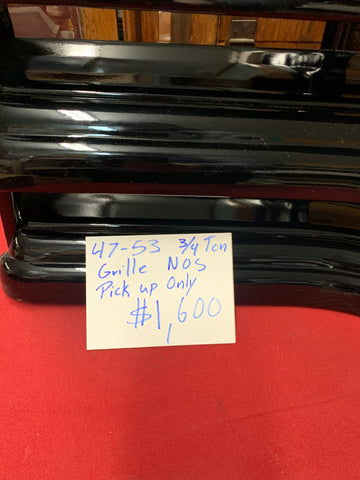 47-53 3/4 Ton
Grille NOS
Pick up Only
$1,600